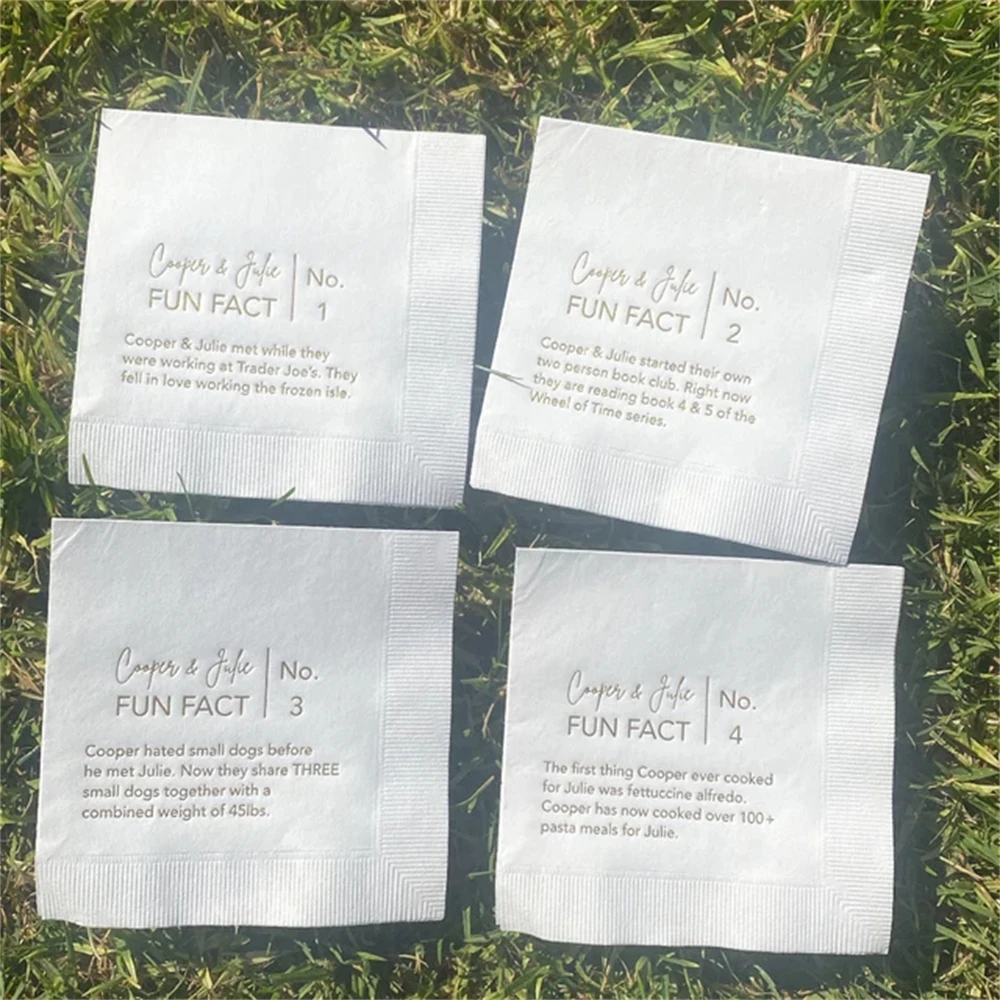 Cooper & Julie
FUN FACT
No.
1
Cooper & Julie met while they
were working at Trader Joe's. They
fell in love working the frozen isle.
Cooper & Julie
FUN FACT
No.
2
Cooper & Julie started their own
two person book club. Right now
they are reading book 4 & 5 of the
Wheel of Time series.
Cooper & Julie
FUN FACT
No.
3
Cooper hated small dogs before
he met Julie. Now they share THREE
small dogs together with a
combined weight of 45lbs.
Cooper & Julie
FUN FACT
No.
4
The first thing Cooper ever cooked
for Julie was fettuccine alfredo.
Cooper has now cooked over 100+
pasta meals for Julie.